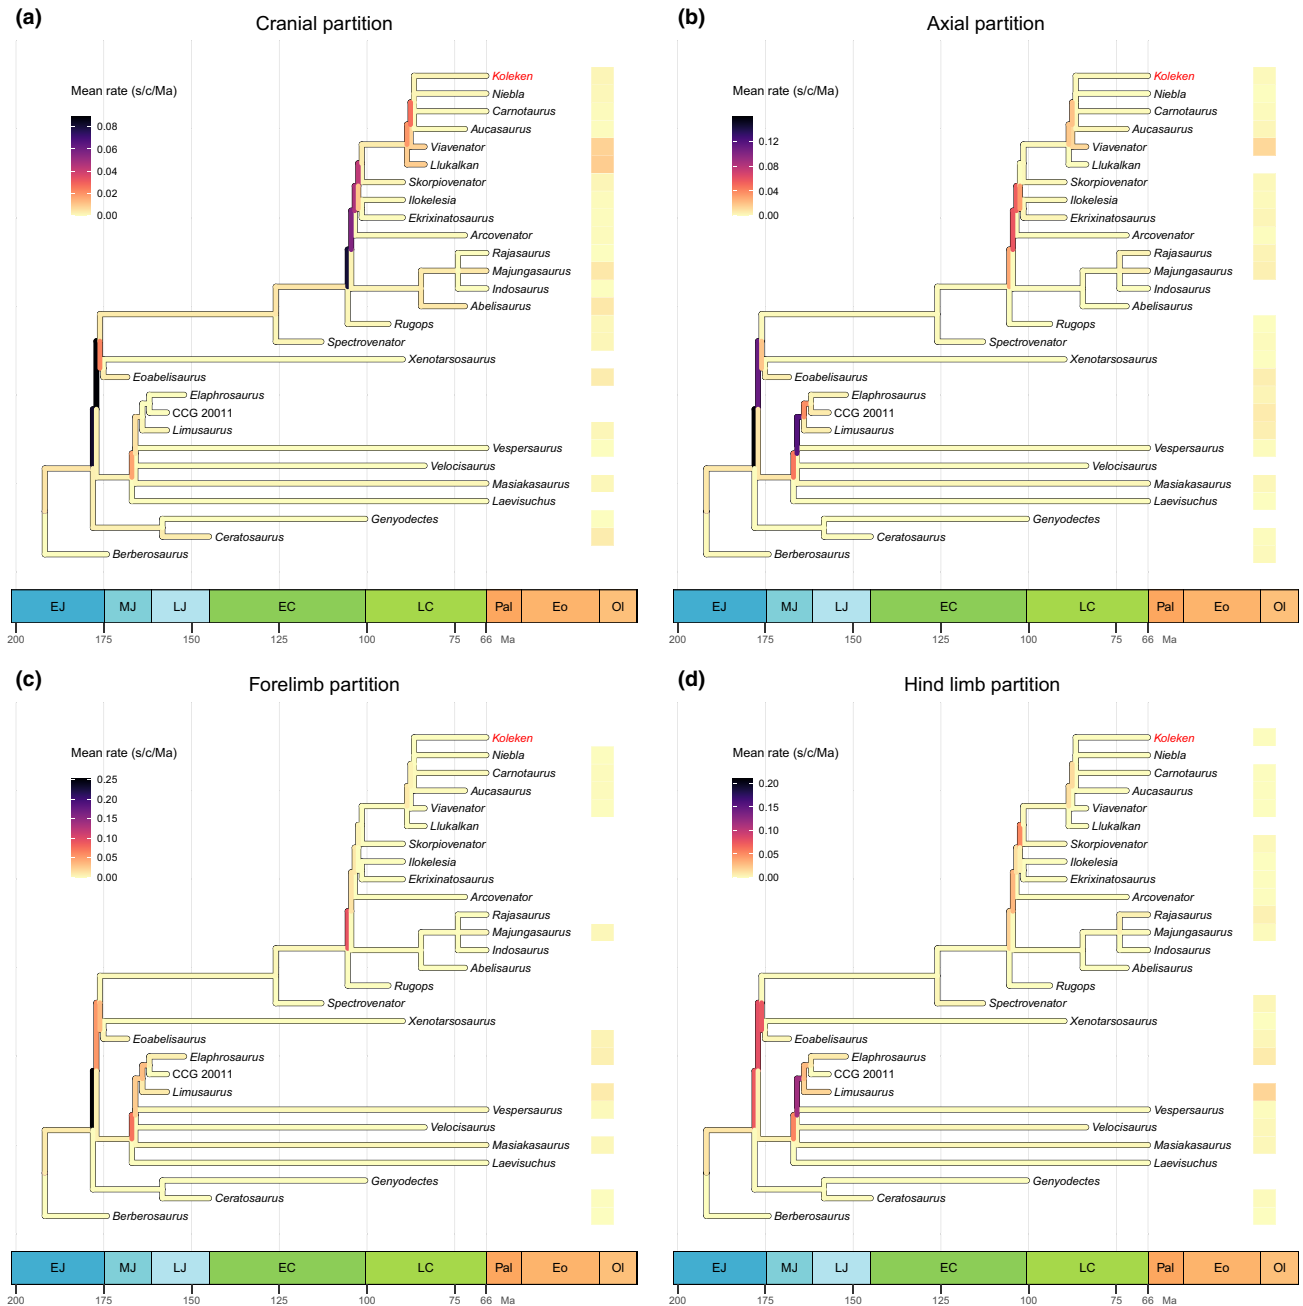 (a)
Cranial partition
Mean rate (s/c/Ma)
0.08
0.06
0.04
0.02
0.00
Koleken
Niebla
Carnotaurus
Aucasaurus
Viavenator
Llukalkan
Skorpiovenator
Ilokelesia
Ekrixinatosaurus
Arcovenator
Rajasaurus
Majungasaurus
Indosaurus
Abelisaurus
Rugops
Spectrovenator
Xenotarsosaurus
Eoabelisaurus
Elaphrosaurus
CCG 20011
Limusaurus
Vespersaurus
Velocisaurus
Masiakasaurus
Laevisuchus
Genyodectes
Ceratosaurus
Berberosaurus
EJ MJ LJ EC LC Pal Eo Ol
200 175 150 125 100 75 66 Ma
(b)
Axial partition
Mean rate (s/c/Ma)
0.12
0.08
0.04
0.00
Koleken
Niebla
Carnotaurus
Aucasaurus
Viavenator
Llukalkan
Skorpiovenator
Ilokelesia
Ekrixinatosaurus
Arcovenator
Rajasaurus
Majungasaurus
Indosaurus
Abelisaurus
Rugops
Spectrovenator
Xenotarsosaurus
Eoabelisaurus
Elaphrosaurus
CCG 20011
Limusaurus
Vespersaurus
Velocisaurus
Masiakasaurus
Laevisuchus
Genyodectes
Ceratosaurus
Berberosaurus
EJ MJ LJ EC LC Pal Eo Ol
200 175 150 125 100 75 66 Ma
(c)
Forelimb partition
Mean rate (s/c/Ma)
0.25
0.20
0.15
0.10
0.05
0.00
Koleken
Niebla
Carnotaurus
Aucasaurus
Viavenator
Llukalkan
Skorpiovenator
Ilokelesia
Ekrixinatosaurus
Arcovenator
Rajasaurus
Majungasaurus
Indosaurus
Abelisaurus
Rugops
Spectrovenator
Xenotarsosaurus
Eoabelisaurus
Elaphrosaurus
CCG 20011
Limusaurus
Vespersaurus
Velocisaurus
Masiakasaurus
Laevisuchus
Genyodectes
Ceratosaurus
Berberosaurus
EJ MJ LJ EC LC Pal Eo Ol
200 175 150 125 100 75 66 Ma
(d)
Hind limb partition
Mean rate (s/c/Ma)
0.20
0.15
0.10
0.05
0.00
Koleken
Niebla
Carnotaurus
Aucasaurus
Viavenator
Llukalkan
Skorpiovenator
Ilokelesia
Ekrixinatosaurus
Arcovenator
Rajasaurus
Majungasaurus
Indosaurus
Abelisaurus
Rugops
Spectrovenator
Xenotarsosaurus
Eoabelisaurus
Elaphrosaurus
CCG 20011
Limusaurus
Vespersaurus
Velocisaurus
Masiakasaurus
Laevisuchus
Genyodectes
Ceratosaurus
Berberosaurus
EJ MJ LJ EC LC Pal Eo Ol
200 175 150 125 100 75 66 Ma